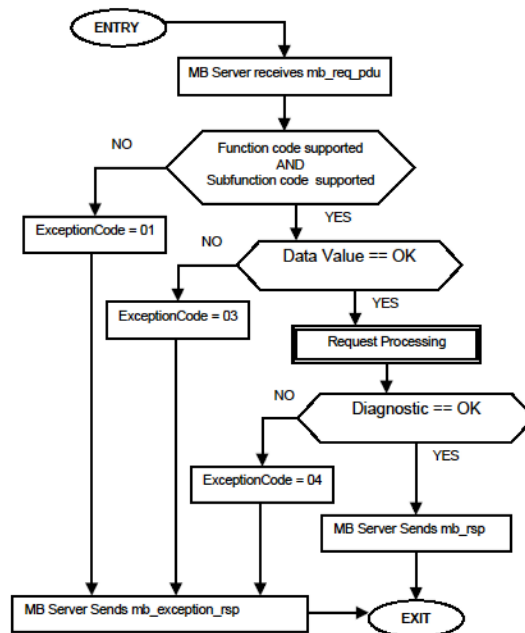 ENTRY
MB Server receives mb_req_pdu
NO
Function code supported
AND
Subfunction code supported
YES
ExceptionCode = 01
NO
Data Value == OK
YES
ExceptionCode = 03
Request Processing
NO
Diagnostic == OK
YES
ExceptionCode = 04
MB Server Sends mb_rsp
MB Server Sends mb_exception_rsp
EXIT